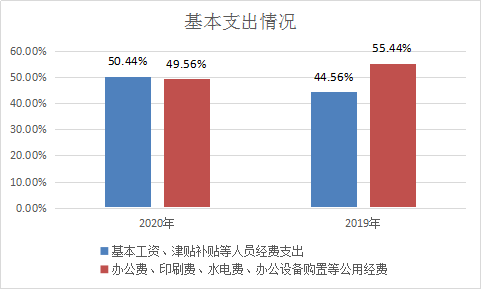 基本支出情况
60.00%
50.00%
40.00%
30.00%
20.00%
10.00%
0.00%
50.44%
49.56%
44.56%
55.44%
2020年
2019年
基本工资、津贴补贴等人员经费支出
办公费、印刷费、水电费、办公设备购置等公用经费